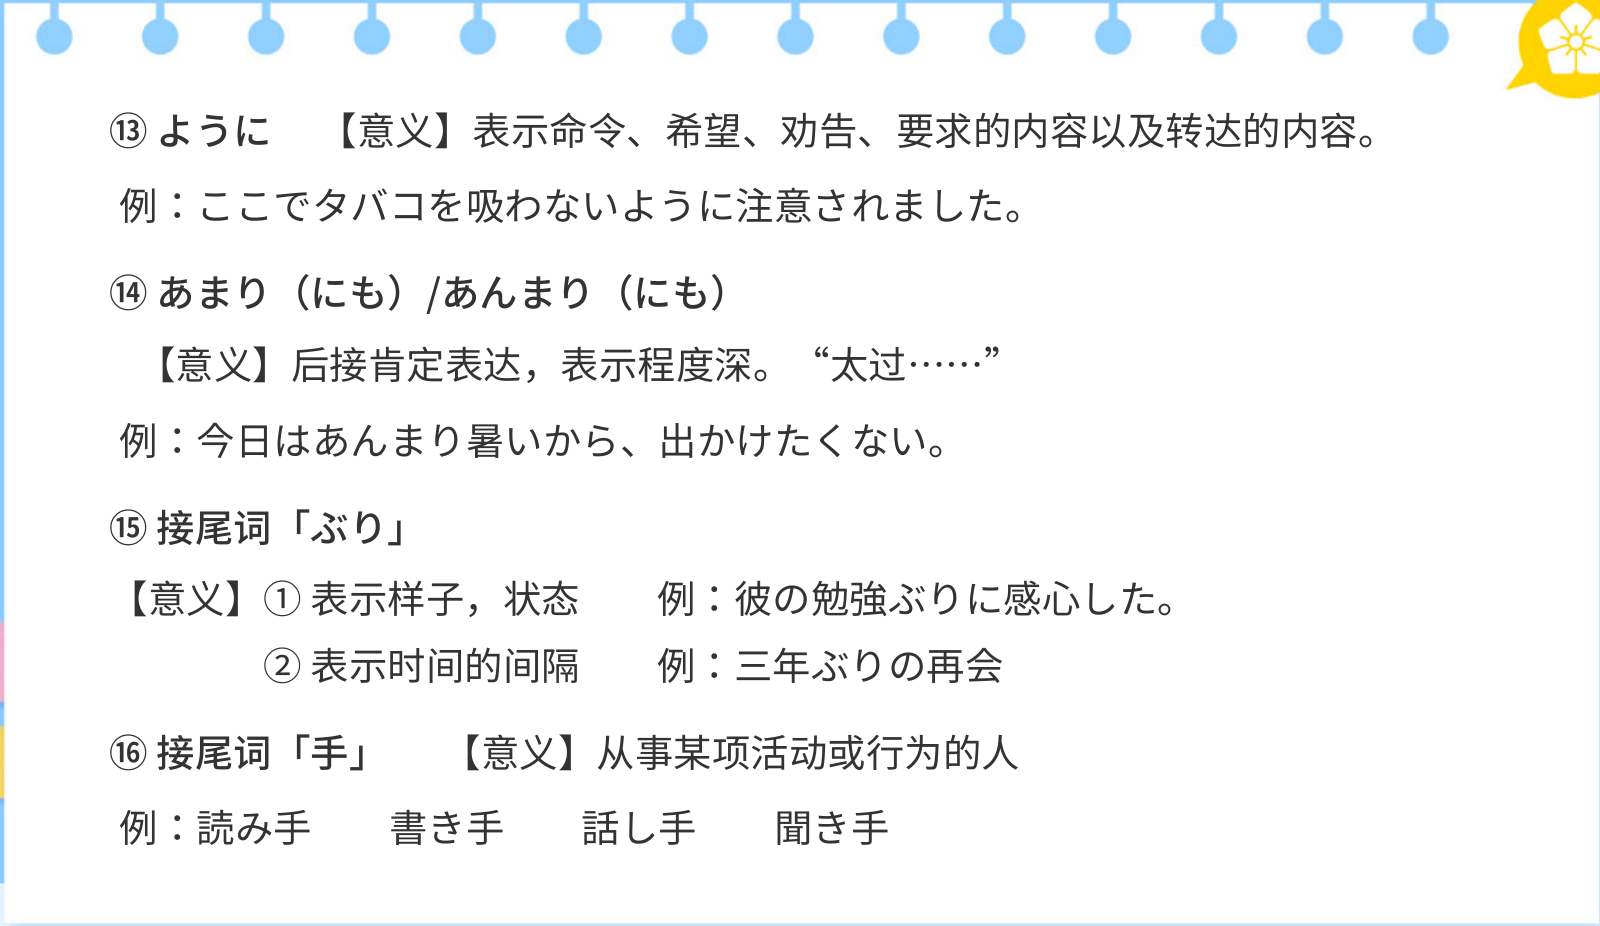 ⑬ ように　【意义】表示命令、希望、劝告、要求的内容以及转达的内容。
例：ここでタバコを吸わないように注意されました。
⑭ あまり（にも）/あんまり（にも）
【意义】后接肯定表达，表示程度深。 “太过……”
例：今日はあんまり暑いから、出かけたくない。
⑮ 接尾词「ぶり」
【意义】① 表示样子，状态　　例：彼の勉強ぶりに感心した。
② 表示时间的间隔　　例：三年ぶりの再会
⑯ 接尾词「手」　　【意义】从事某项活动或行为的人
例：読み手　　書き手　　話し手　　聞き手